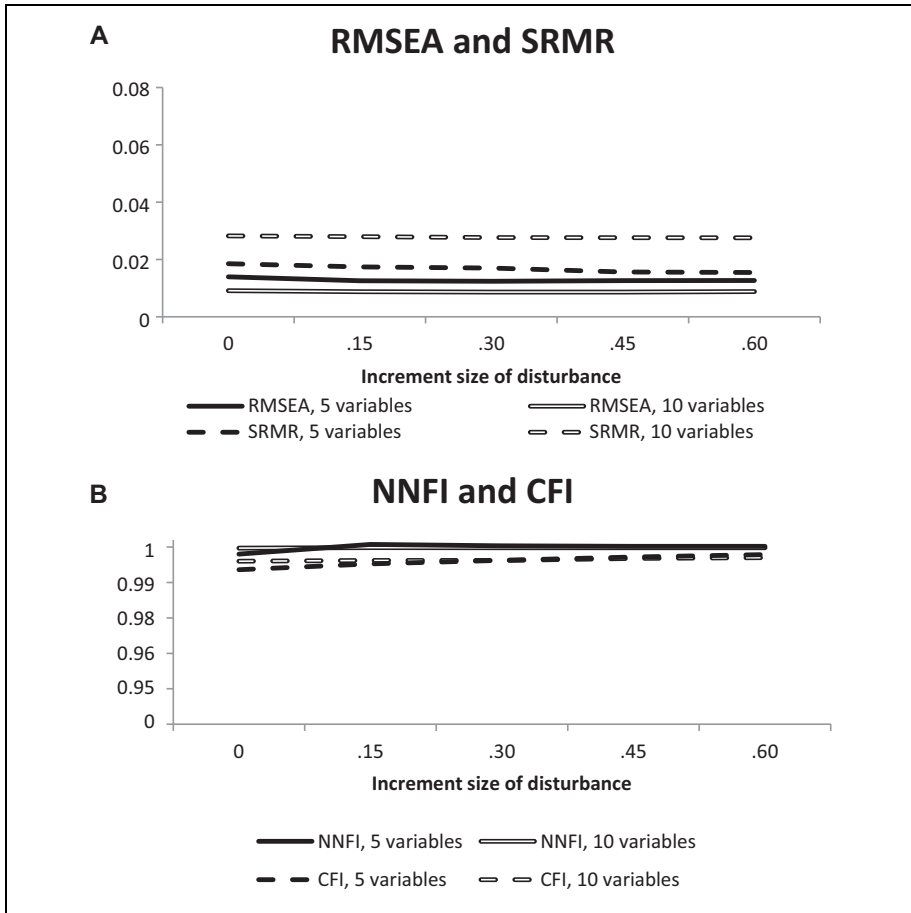 A
RMSEA and SRMR
0.08
0.06
0.04
0.02
0
0 .15 .30 .45 .60
Increment size of disturbance
RMSEA, 5 variables RMSEA, 10 variables
SRMR, 5 variables SRMR, 10 variables
B
NNFI and CFI
1
0.99
0.98
0.96
0.95
0
0 .15 .30 .45 .60
Increment size of disturbance
NNFI, 5 variables NNFI, 10 variables
CFI, 5 variables CFI, 10 variables